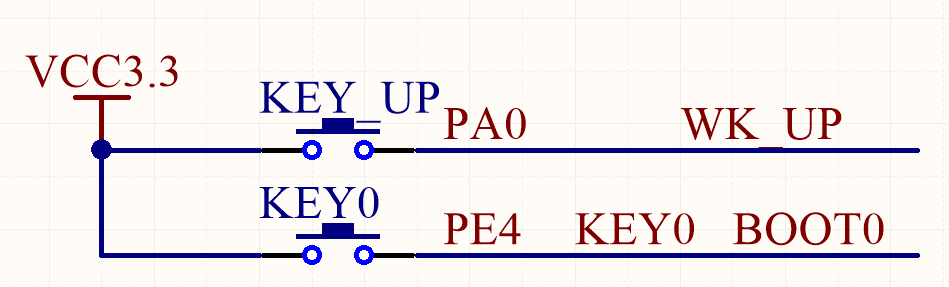 VCC3.3
KEY_UP
PA0 WK_UP
KEY0
PE4 KEY0 BOOT0